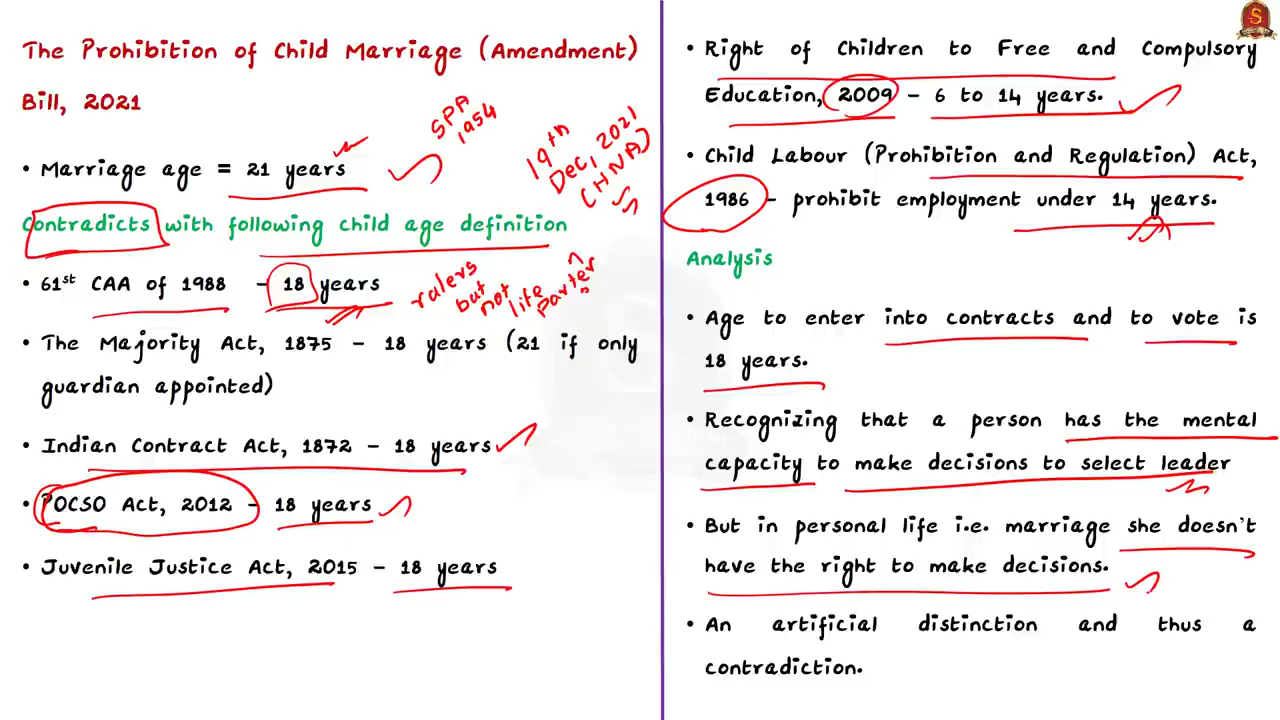 The Prohibition of Child Marriage (Amendment)
Bill, 2021
• Marriage age = 21 years
SPA
1954
19th
Dec, 2021
(HNA)
Contradicts with following child age definition
• 61st CAA of 1988 - 18 years
rulers
but
not
life
parter
• The Majority Act, 1875 - 18 years (21 if only
guardian appointed)
• Indian Contract Act, 1872 - 18 years
• POCSO Act, 2012 - 18 years
• Juvenile Justice Act, 2015 - 18 years
• Right of Children to Free and Compulsory
Education, 2009 - 6 to 14 years.
• Child Labour (Prohibition and Regulation) Act,
1986 - prohibit employment under 14 years.
Analysis
• Age to enter into contracts and to vote is
18 years.
• Recognizing that a person has the mental
capacity to make decisions to select leader
• But in personal life i.e. marriage she doesn't
have the right to make decisions.
• An artificial distinction and thus a
contradiction.